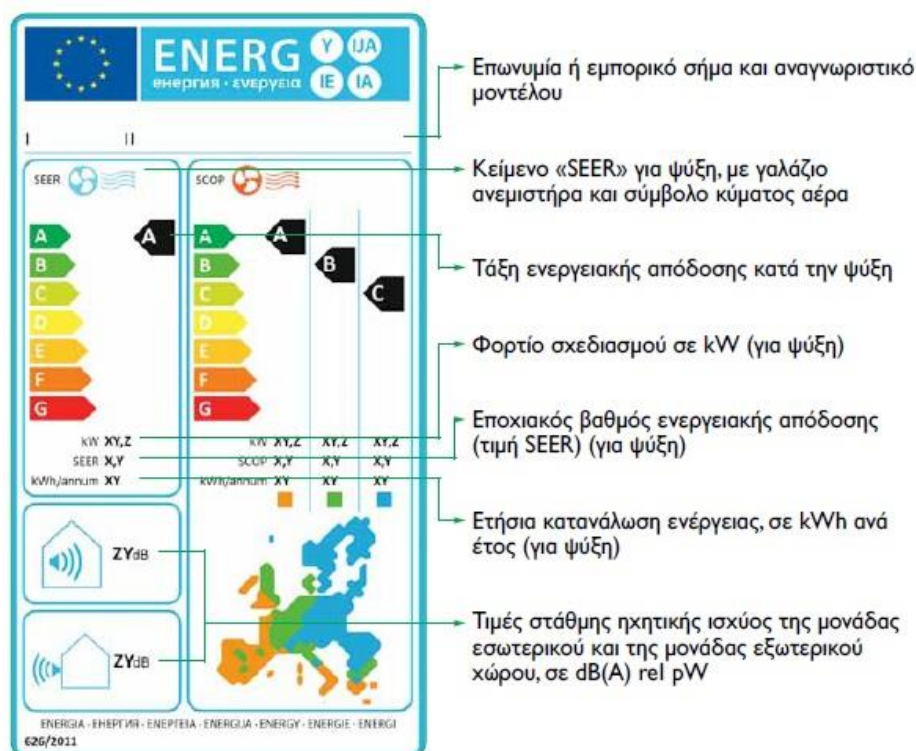 ENERG Y IJA
енергия · ενεργεια IE IA
I II
SEER
SCOP
A A
B
C
D
E
F
G
A A
B B
C C
D
E
F
G
kW XY,Z
SEER X,Y
kWh/annum XY
kW XY,Z XY,Z XY,Z
SCOP X,Y X,Y X,Y
kWh/annum XY XY XY
ZYdB
ZYdB
ENERGIA · ЕНЕРГИЯ · ΕΝΕΡΓΕΙΑ · ENERGIJA · ENERGY · ENERGIE · ENERGI
626/2011
Επωνυμία ή εμπορικό σήμα και αναγνωριστικό
μοντέλου
Κείμενο «SEER» για ψύξη, με γαλάζιο
ανεμιστήρα και σύμβολο κύματος αέρα
Τάξη ενεργειακής απόδοσης κατά την ψύξη
Φορτίο σχεδιασμού σε kW (για ψύξη)
Εποχιακός βαθμός ενεργειακής απόδοσης
(τιμή SEER) (για ψύξη)
Ετήσια κατανάλωση ενέργειας, σε kWh ανά
έτος (για ψύξη)
Τιμές στάθμης ηχητικής ισχύος της μονάδας
εσωτερικού και της μονάδας εξωτερικού
χώρου, σε dB(A) rel pW